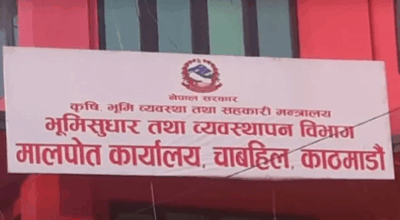 नेपाल सरकार
कृषि, भूमि व्यवस्था तथा सहकारी मन्त्रालय
भूमिसुधार तथा व्यवस्थापन विभाग
मालपोत कार्यालय, चाबहिल, काठमाडौ